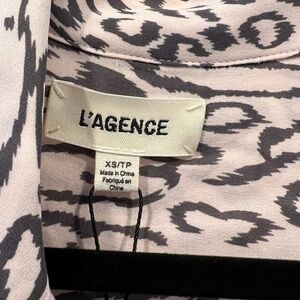 L'AGENCE
XS/TP
Made in China
Fabriqué en
Chine